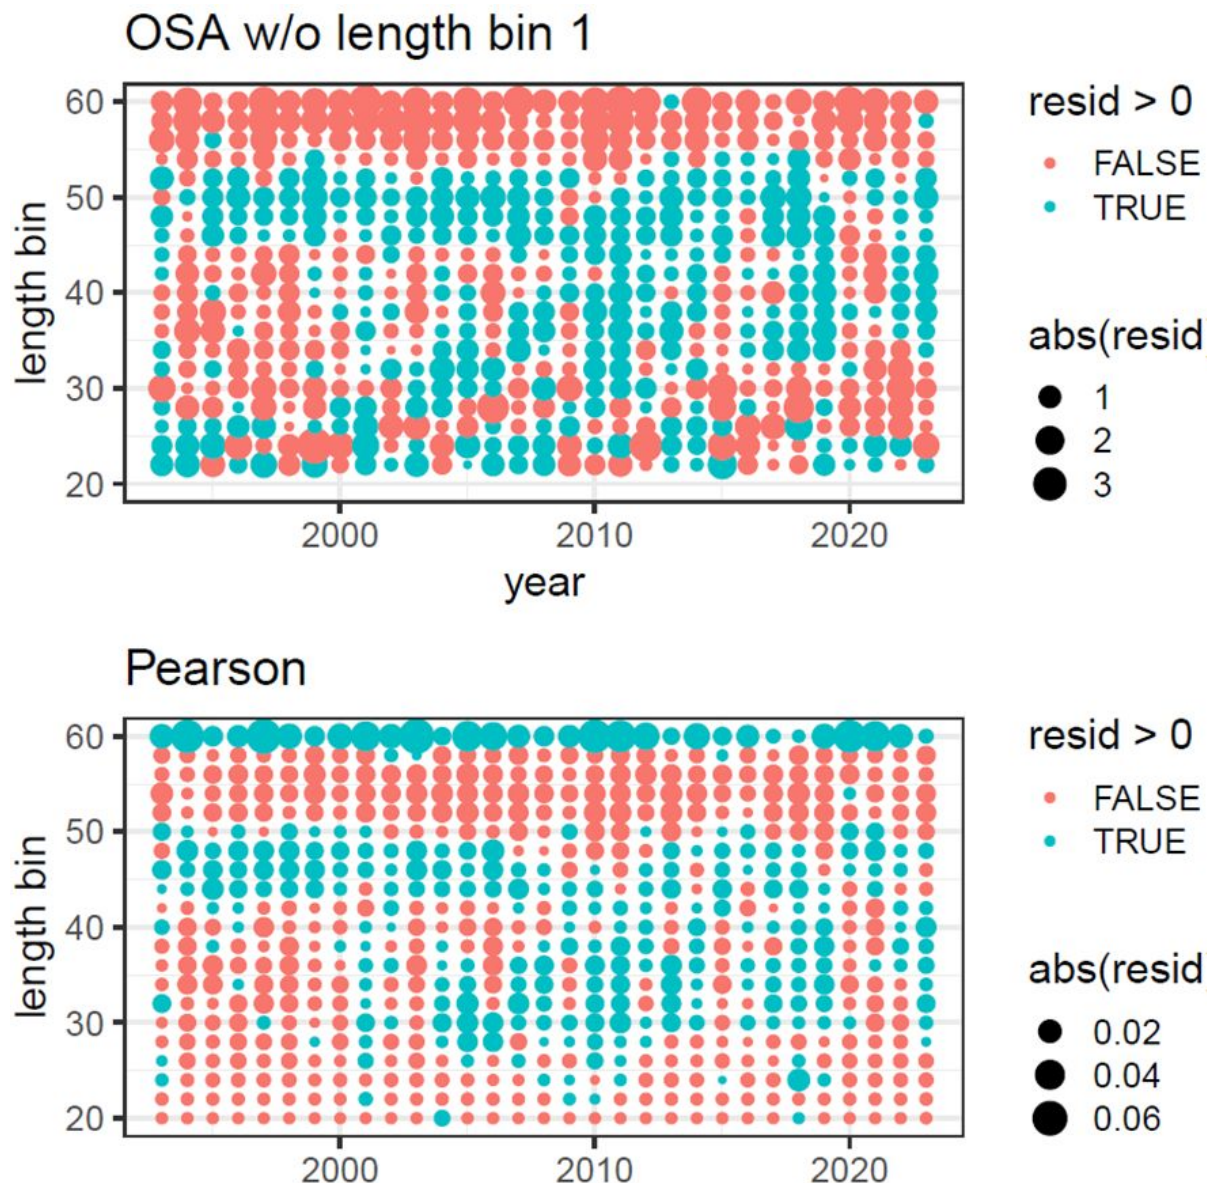 OSA w/o length bin 1
60
50
40
30
20
length bin
2000 2010 2020
year
resid > 0
FALSE
TRUE
abs(resid
1
2
3
Pearson
60
50
40
30
20
length bin
2000 2010 2020
resid > 0
FALSE
TRUE
abs(resid
0.02
0.04
0.06